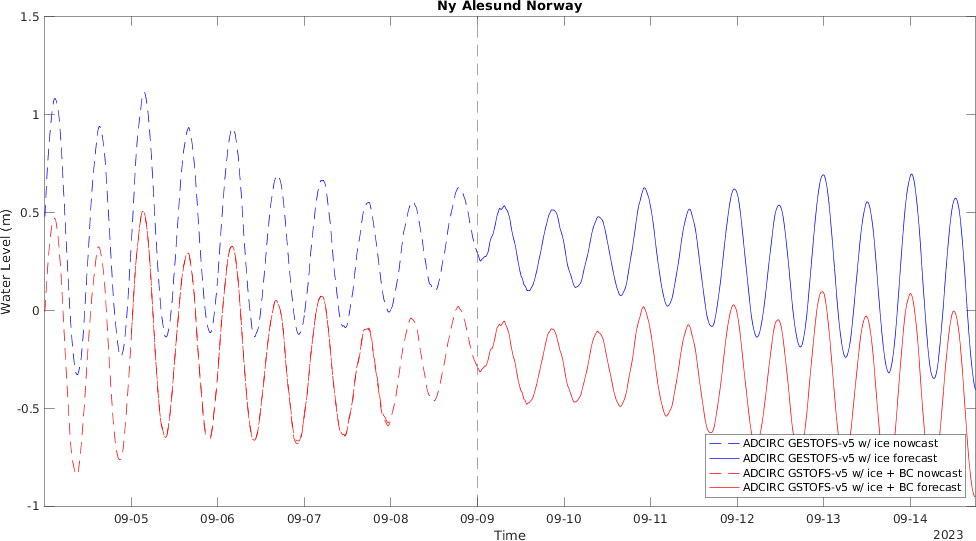 Ny Alesund Norway
1.5
1
0.5
0
-0.5
-1
Water Level (m)
ADCIRC GESTOFS-v5 w/ ice nowcast
ADCIRC GESTOFS-v5 w/ ice forecast
ADCIRC GSTOFS-v5 w/ ice + BC nowcast
ADCIRC GSTOFS-v5 w/ ice + BC forecast
09-05 09-06 09-07 09-08 09-09 09-10 09-11 09-12 09-13 09-14
Time
2023